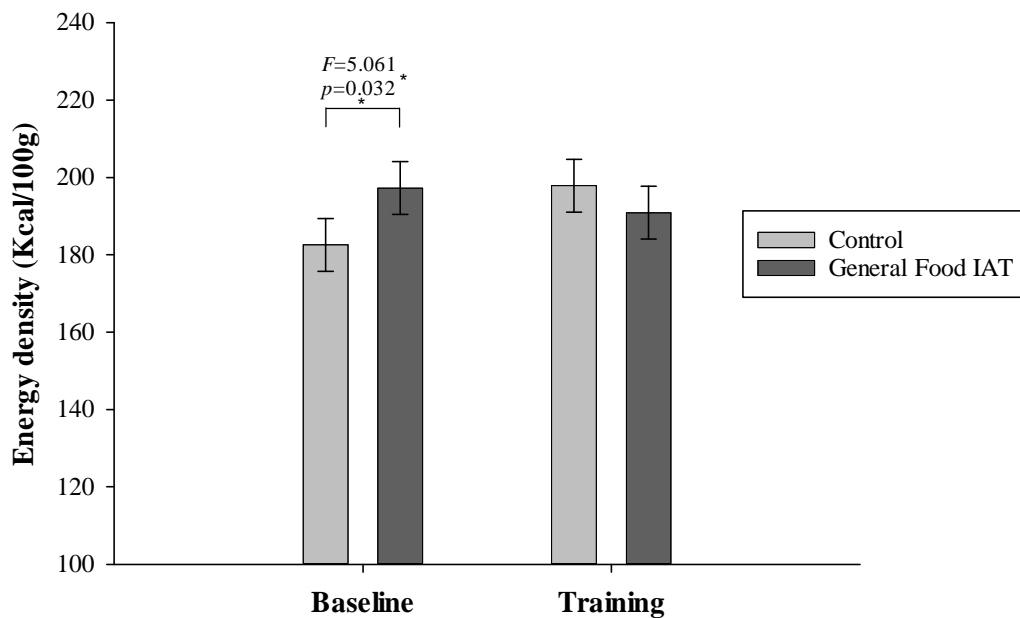 240
220
200
180
160
140
120
100
Energy density (Kcal/100g)
F=5.061
p=0.032 *
*
Control
General Food IAT
Baseline Training